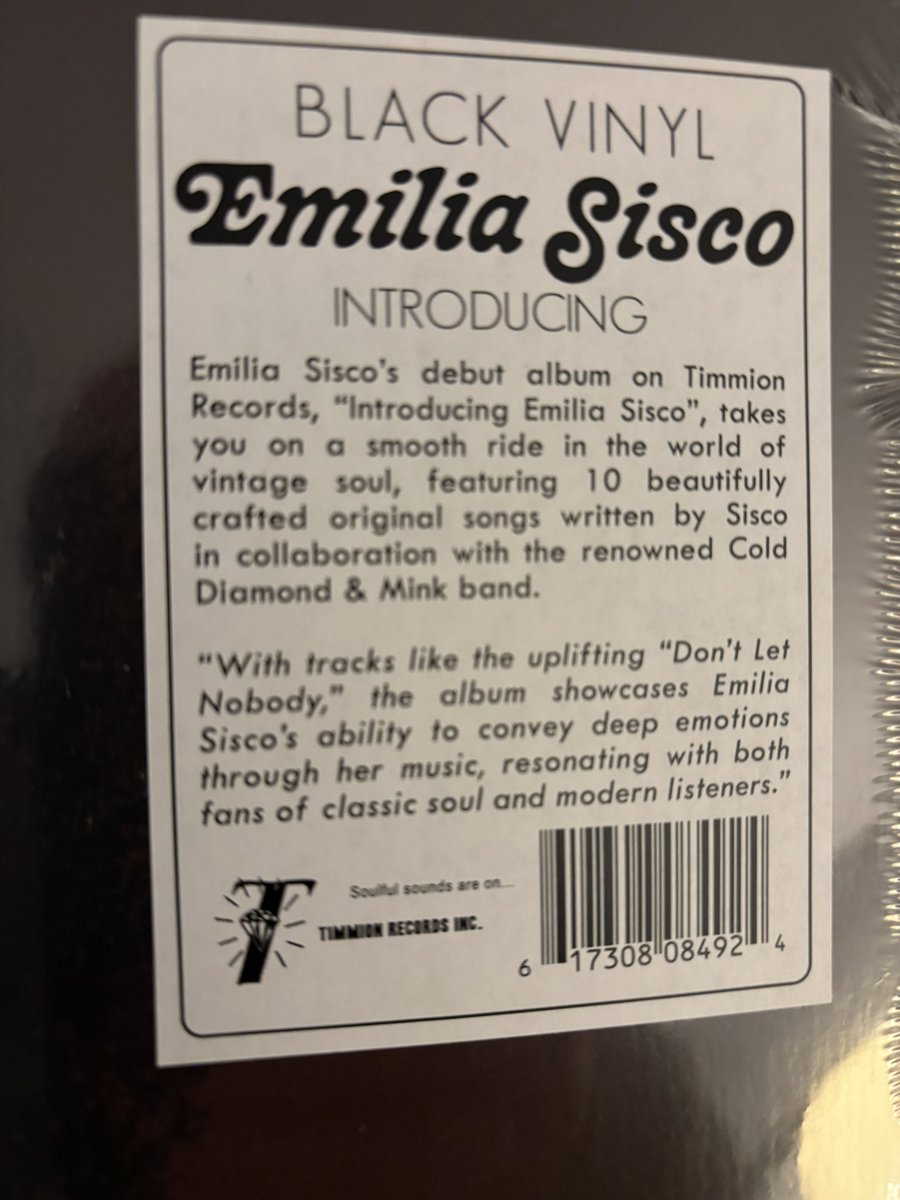 BLACK VINYL
Emilia Sisco
INTRODUCING
Emilia Sisco's debut album on Timmion
Records, "Introducing Emilia Sisco", takes
you on a smooth ride in the world of
vintage soul, featuring 10 beautifully
crafted original songs written by Sisco
in collaboration with the renowned Cold
Diamond & Mink band.
"With tracks like the uplifting "Don't Let
Nobody," the album showcases Emilia
Sisco's ability to convey deep emotions
through her music, resonating with both
fans of classic soul and modern listeners."
T
Soulful sounds are on...
TIMMION RECORDS INC.
6 17308 08492 4